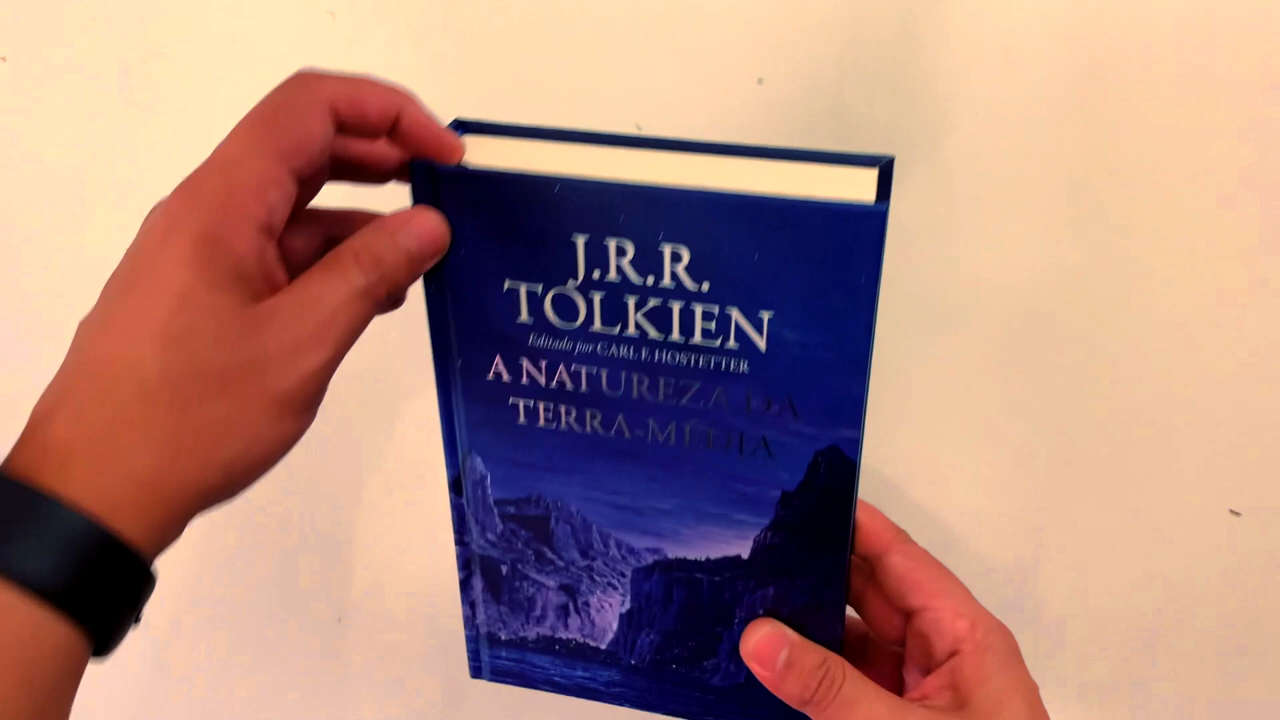 J.R.R.
TOLKIEN
Editado por CARL F. HOSTETTER
A NATUREZA DA
TERRA-MÉDIA